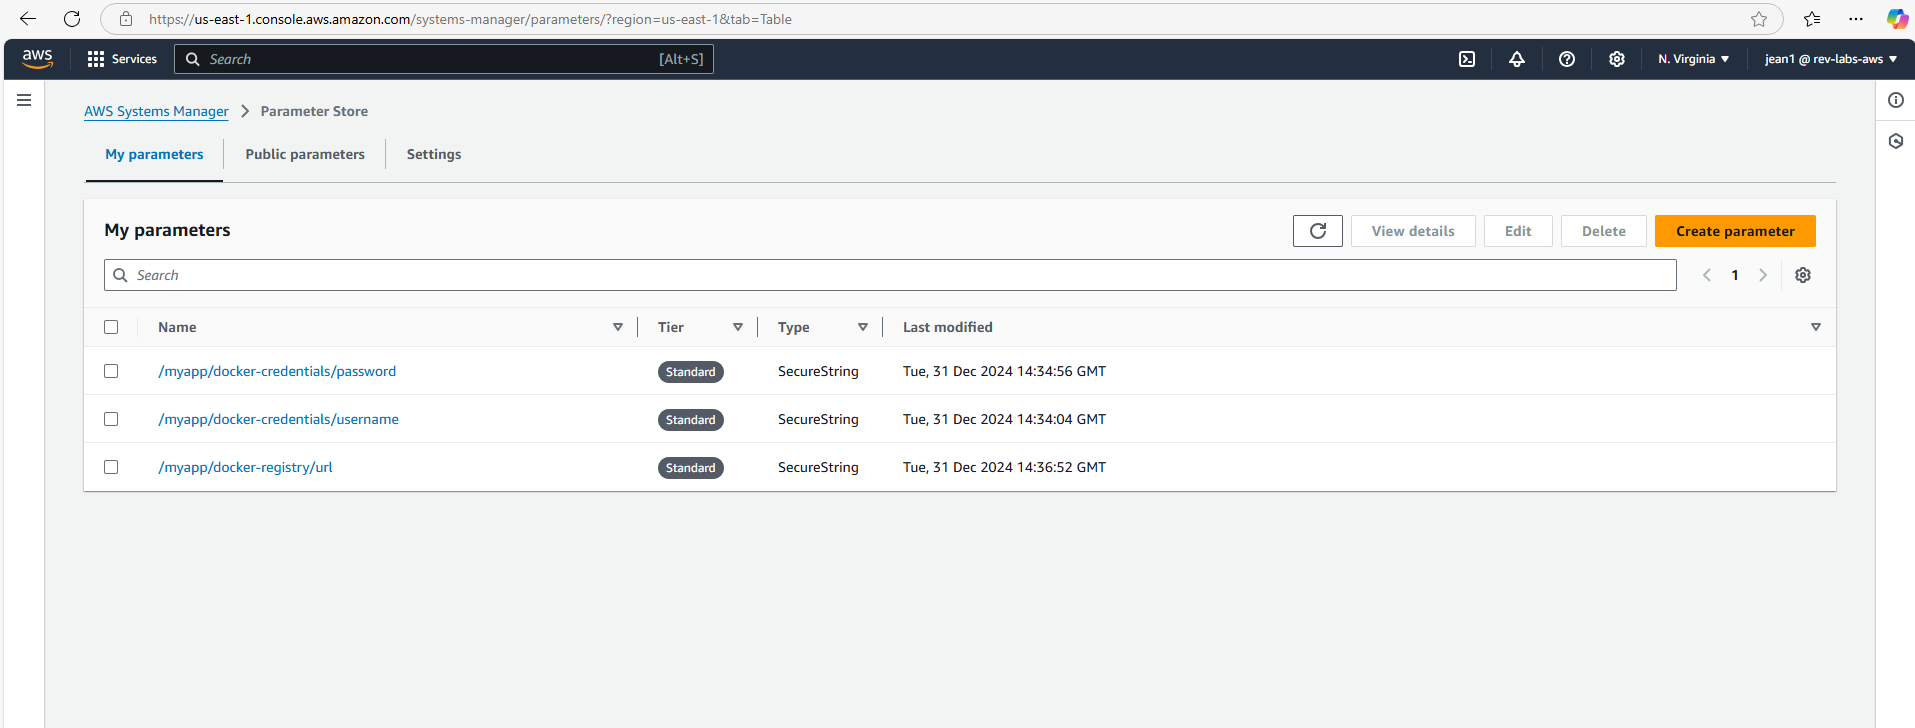 https://us-east-1.console.aws.amazon.com/systems-manager/parameters/?region=us-east-1&tab=Table
aws Services Search [Alt+S] N. Virginia jean1 @ rev-labs-aws
AWS Systems Manager > Parameter Store
My parameters Public parameters Settings
My parameters View details Edit Delete Create parameter
Search 1
Name Tier Type Last modified
/myapp/docker-credentials/password Standard SecureString Tue, 31 Dec 2024 14:34:56 GMT
/myapp/docker-credentials/username Standard SecureString Tue, 31 Dec 2024 14:34:04 GMT
/myapp/docker-registry/url Standard SecureString Tue, 31 Dec 2024 14:36:52 GMT